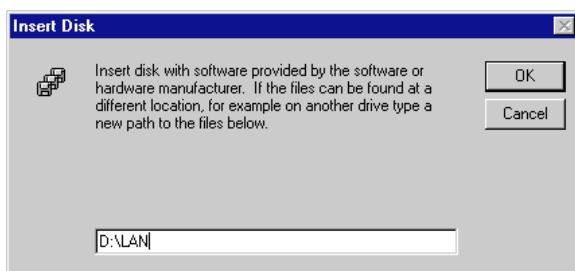 Insert Disk
Insert disk with software provided by the software or
hardware manufacturer. If the files can be found at a
different location, for example on another drive type a
new path to the files below.
OK
Cancel
D:\LAN